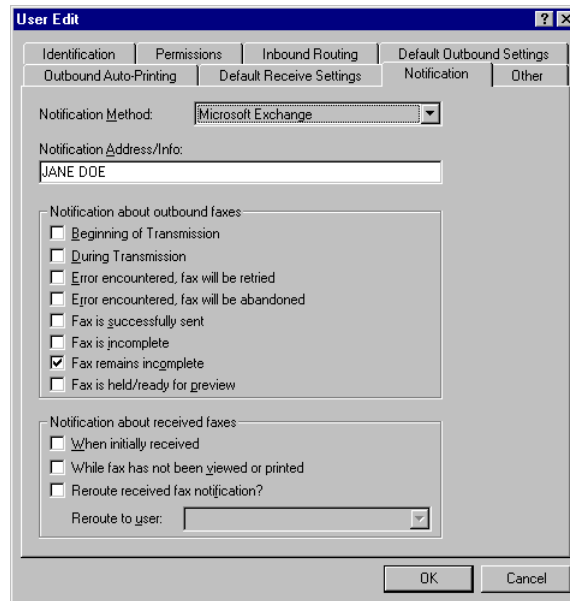 User Edit
Identification Permissions Inbound Routing Default Outbound Settings
Outbound Auto-Printing Default Receive Settings Notification Other
Notification Method: Microsoft Exchange
Notification Address/Info:
JANE DOE
Notification about outbound faxes
Beginning of Transmission
During Transmission
Error encountered, fax will be retried
Error encountered, fax will be abandoned
Fax is successfully sent
Fax is incomplete
Fax remains incomplete
Fax is held/ready for preview
Notification about received faxes
When initially received
While fax has not been viewed or printed
Reroute received fax notification?
Reroute to user:
OK Cancel